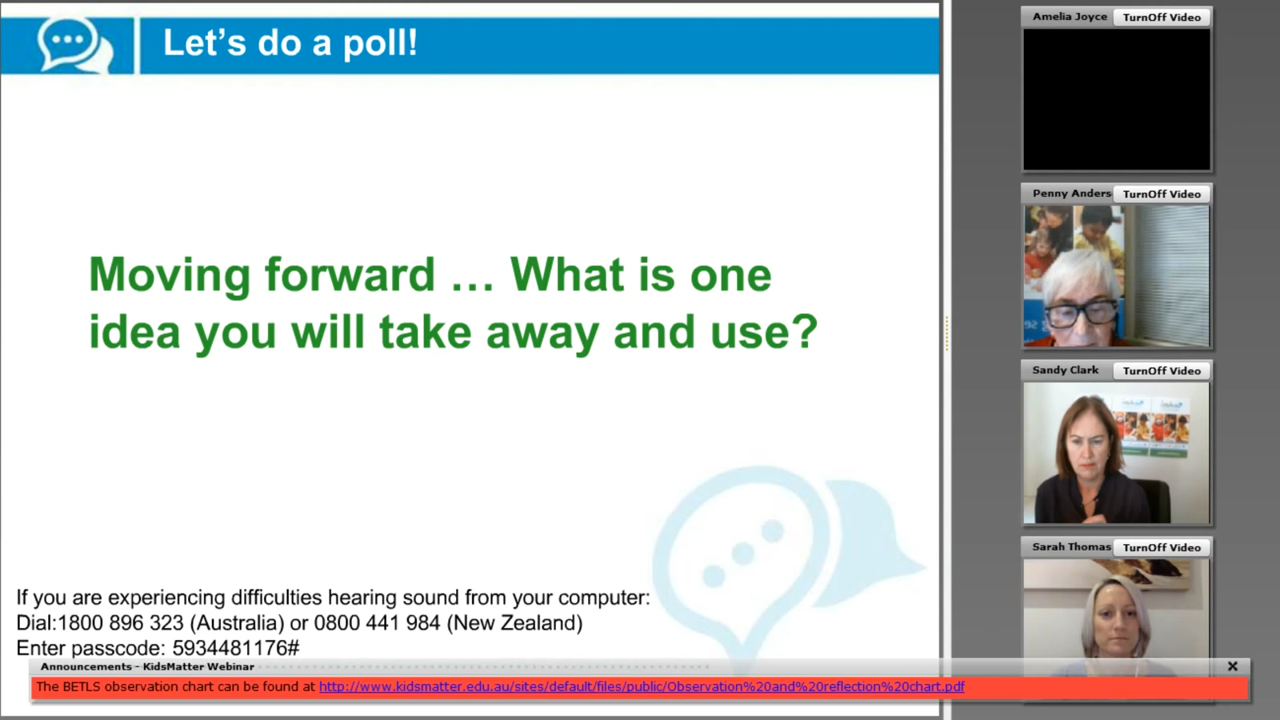 Let's do a poll!
Moving forward … What is one
idea you will take away and use?
If you are experiencing difficulties hearing sound from your computer:
Dial:1800 896 323 (Australia) or 0800 441 984 (New Zealand)
Enter passcode: 5934481176#
Announcements - KidsMatter Webinar
The BETLS observation chart can be found at http://www.kidsmatter.edu.au/sites/default/files/public/Observation%20and%20reflection%20chart.pdf
Amelia Joyce TurnOff Video
Penny Anders TurnOff Video
Sandy Clark TurnOff Video
Sarah Thomas TurnOff Video